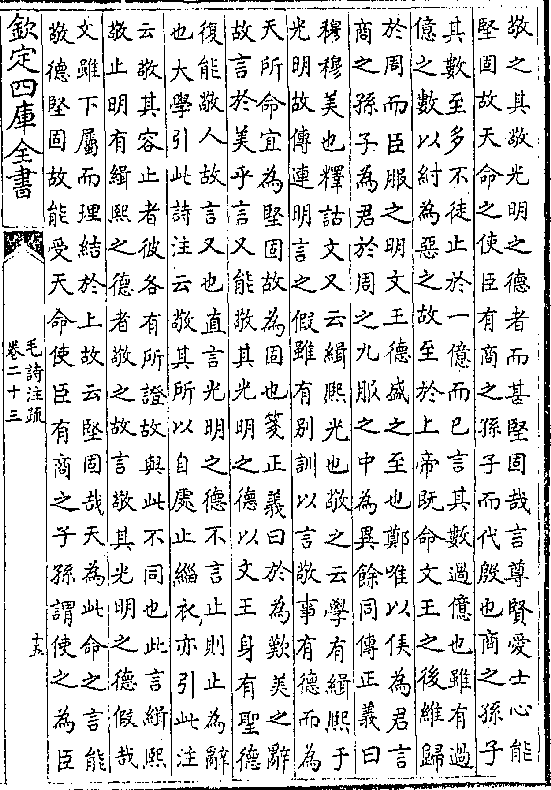 敬之其敬光明之德者而甚堅固哉言尊賢愛士心能
堅固故天命之使臣有商之孫子而代殷也商之孫子
其數至多不徒止於一億而已言其數過億也雖有過
億之數以紂為惡之故至於上帝既命文王之後維歸
於周而臣服之明文王德盛之至也鄭唯以侯為君言
商之孫子為君於周之九服之中為異餘同傳正義曰
穆穆美也釋詁文又云緝熙光也敬之云學有緝熙于
光明故傳連明言之假雖有别訓以言敬事有德而為
天所命宜為堅固故為固也箋正義曰於為歎美之辭
故言於美乎言又能敬其光明之德以文王身有聖德
復能敬人故言又也直言光明之德不言止則止為辭
也大學引此詩注云敬其所以自處止緇衣亦引此注
云敬其容止者彼各有所證故與此不同也此言緝熙
敬止明有緝熙之德者敬之故言敬其光明之德假哉
文雖下屬而理結於上故云堅固哉天為此命之言能
敬德堅固故能受天命使臣有商之子孫謂使之為臣
欽定四庫全書
毛詩注疏
卷二十三
十五